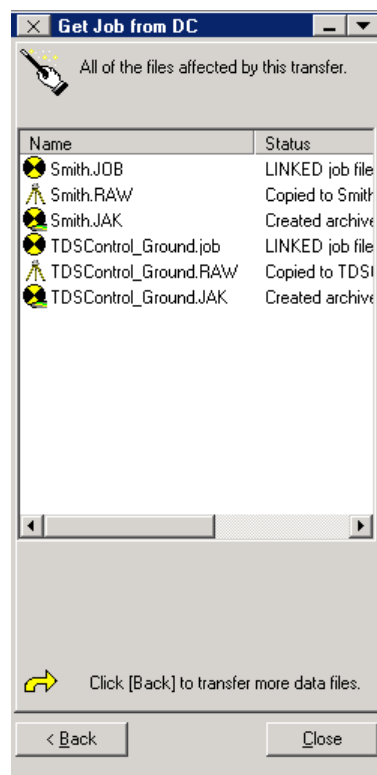 Get Job from DC
All of the files affected by this transfer.
Name Status
Smith.JOB LINKED job file
Smith.RAW Copied to Smith
Smith.JAK Created archive
TDSControl_Ground.job LINKED job file
TDSControl_Ground.RAW Copied to TDS
TDSControl_Ground.JAK Created archive
Click [Back] to transfer more data files.
< Back Close